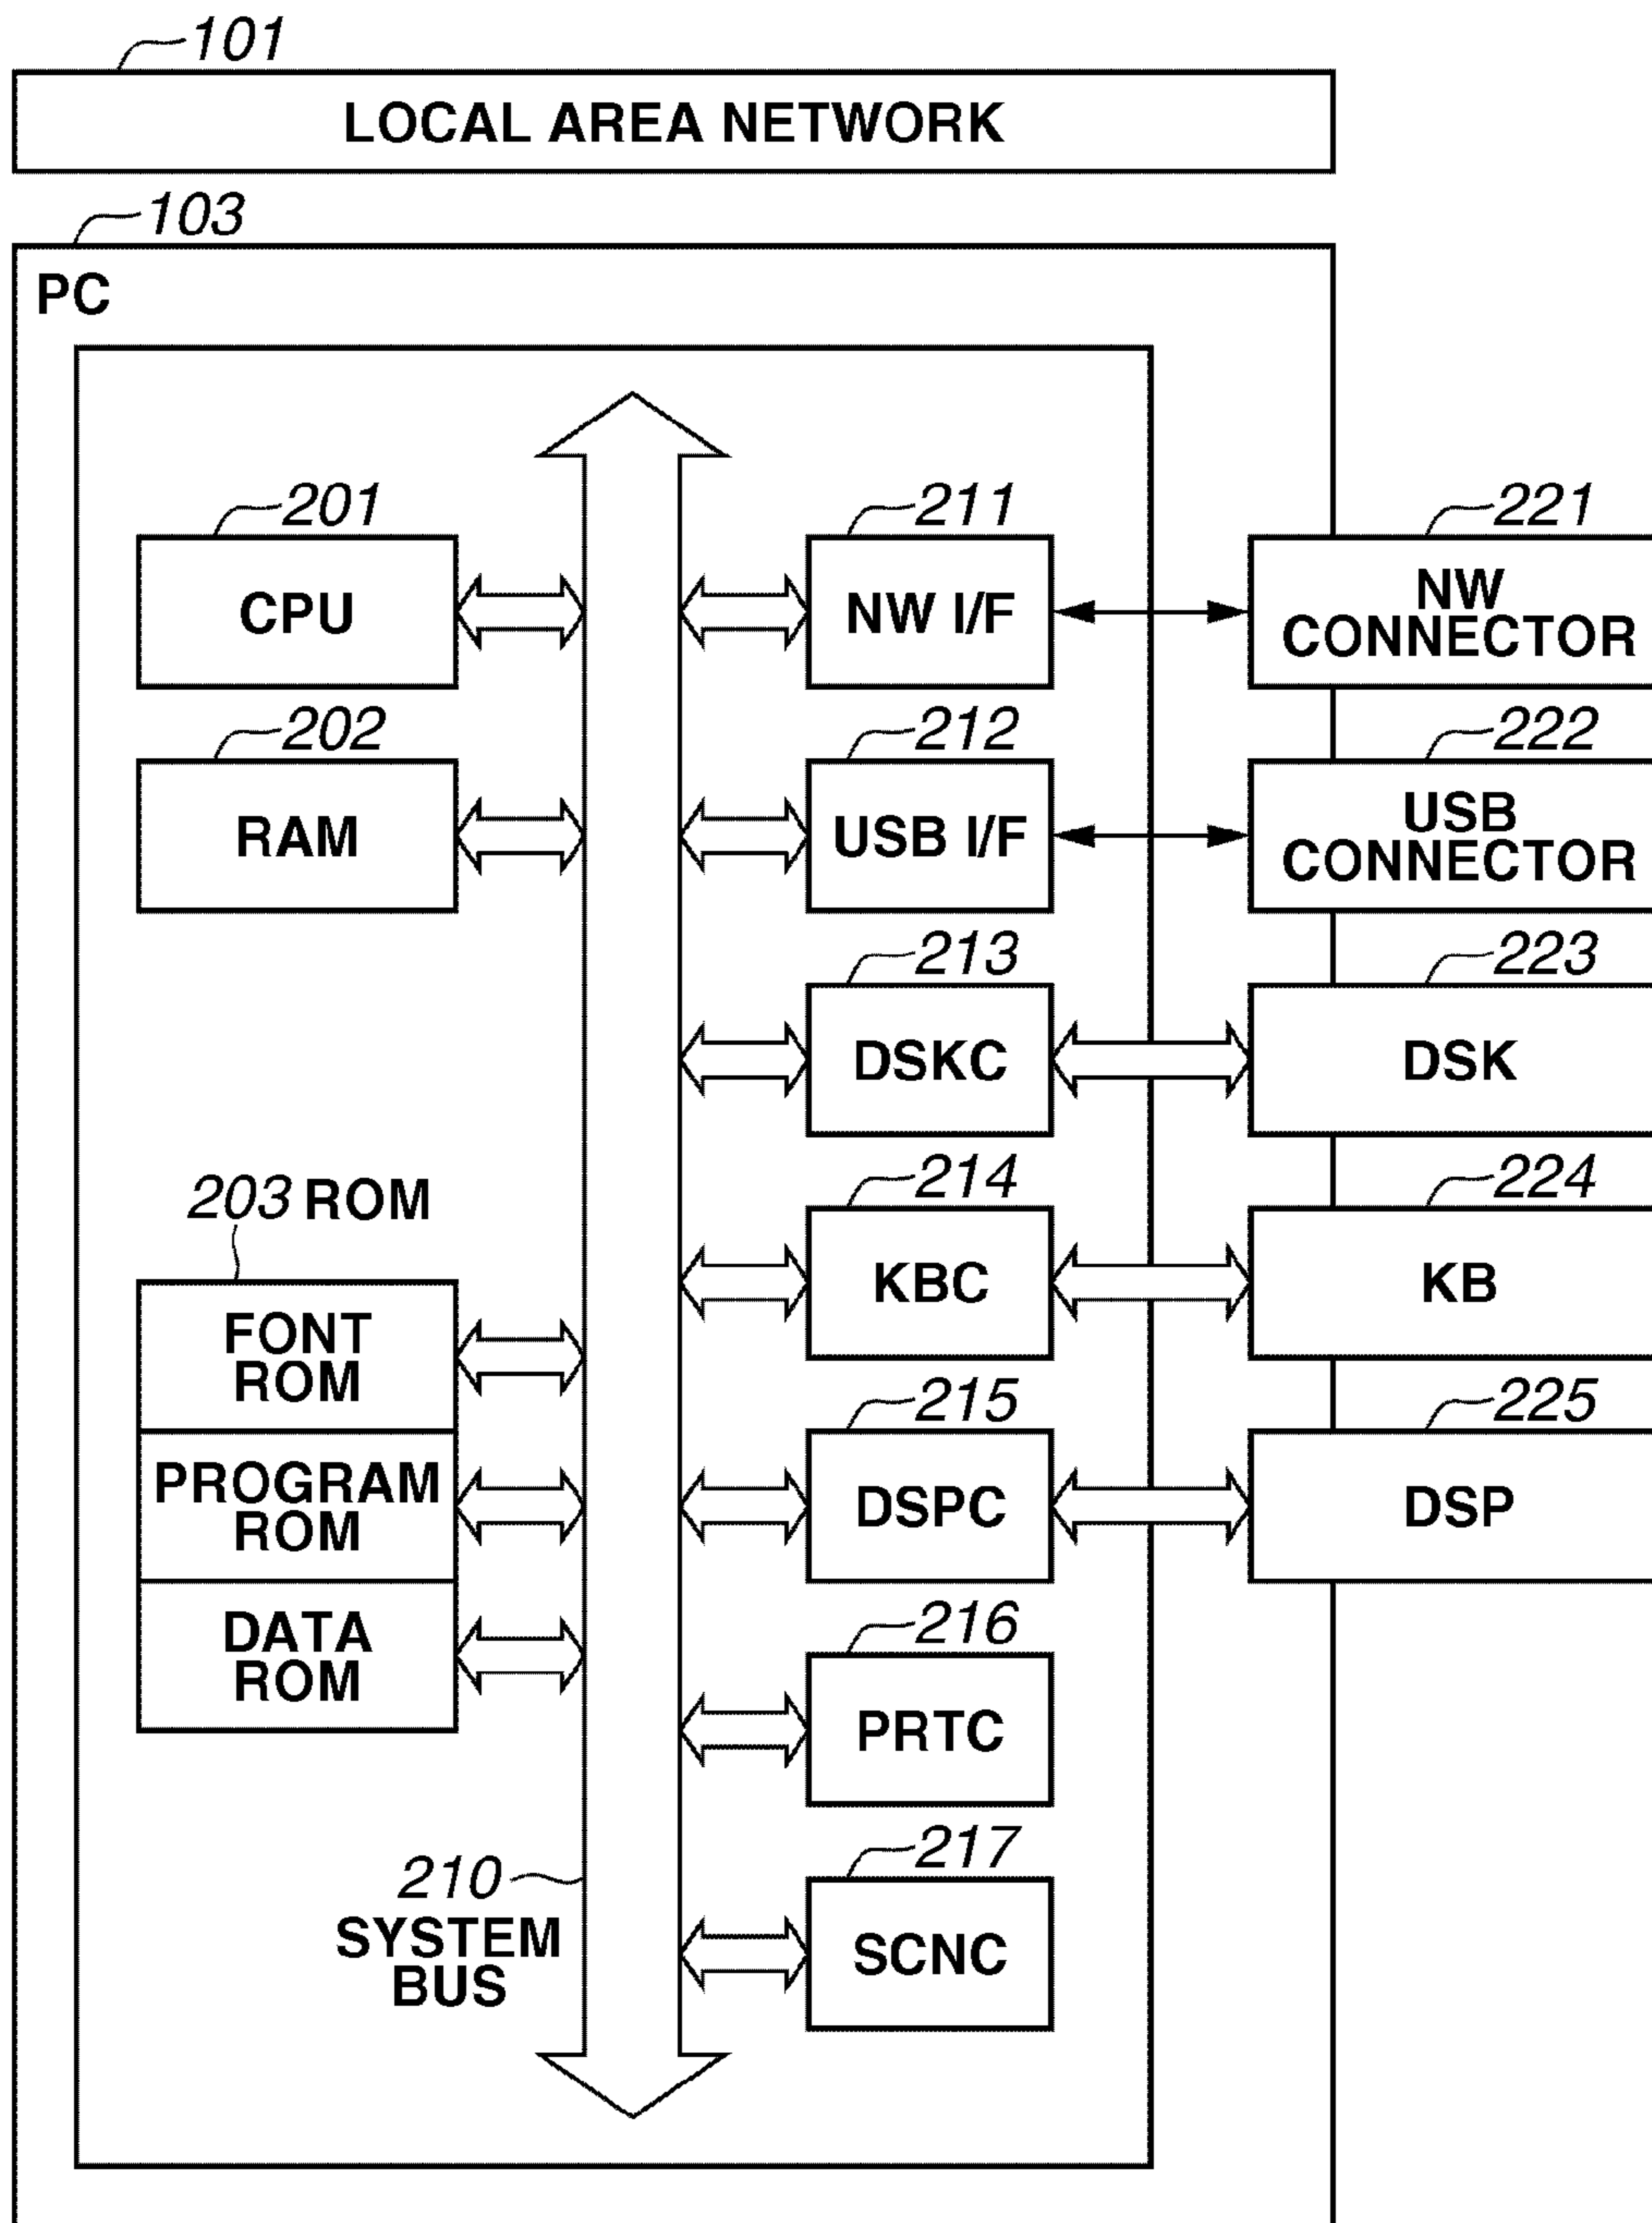 101
LOCAL AREA NETWORK
103
PC
201
CPU
211
NW I/F
221
NW
CONNECTOR
202
RAM
212
USB I/F
222
USB
CONNECTOR
213
DSKC
223
DSK
203 ROM
FONT
ROM
PROGRAM
ROM
DATA
ROM
214
KBC
224
KB
215
DSPC
225
DSP
216
PRTC
210
SYSTEM
BUS
217
SCNC